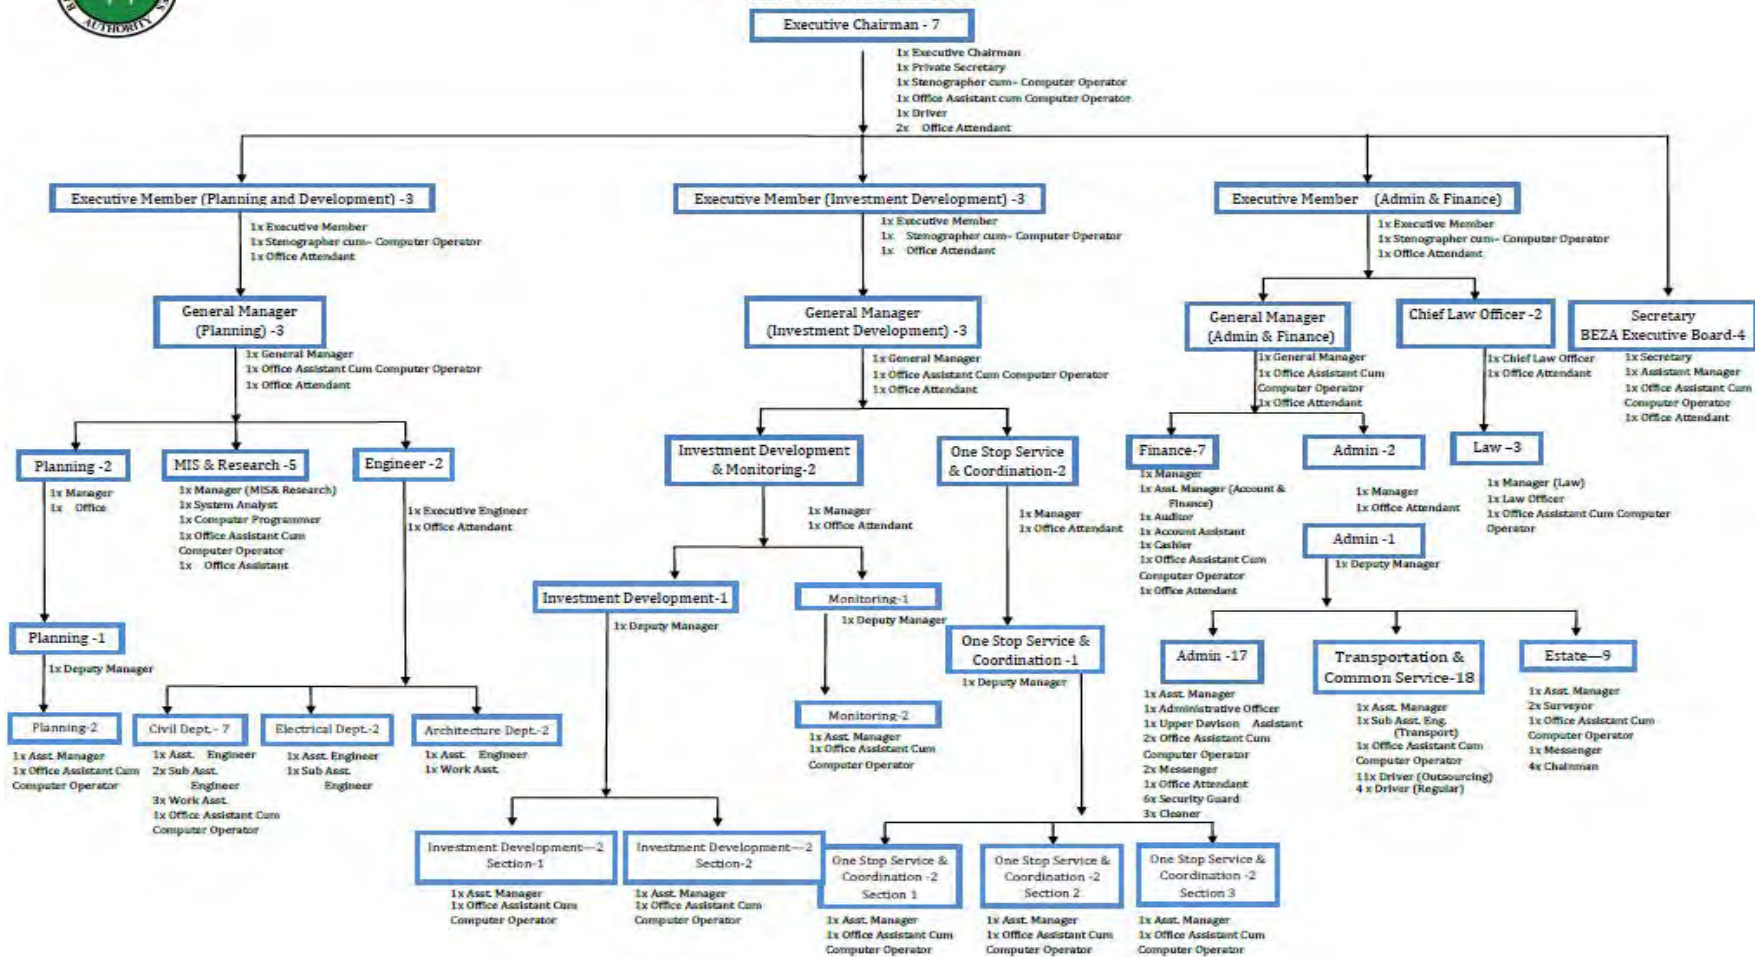 AUTHORITY
Executive Chairman - 7
1x Executive Chairman
1x Private Secretary
1x Stenographer cum- Computer Operator
1x Office Assistant cum Computer Operator
1x Driver
2x Office Attendant
Executive Member (Planning and Development) -3
1x Executive Member
1x Stenographer cum- Computer Operator
1x Office Attendant
General Manager
(Planning) -3
1x General Manager
1x Office Assistant Cum Computer Operator
1x Office Attendant
Planning -2
1x Manager
1x Office
Planning -1
1x Deputy Manager
Planning-2
1x Asst. Manager
1x Office Assistant Cum
Computer Operator
MIS & Research -5
1x Manager (MIS& Research)
1x System Analyst
1x Computer Programmer
1x Office Assistant Cum
Computer Operator
1x Office Assistant
Engineer -2
1x Executive Engineer
1x Office Attendant
Civil Dept.- 7
1x Asst. Engineer
2x Sub Asst.
Engineer
3x Work Asst.
1x Office Assistant Cum
Computer Operator
Electrical Dept.-2
1x Asst. Engineer
1x Sub Asst.
Engineer
Architecture Dept.-2
1x Asst. Engineer
1x Work Asst.
Executive Member (Investment Development) -3
1x Executive Member
1x Stenographer cum- Computer Operator
1x Office Attendant
General Manager
(Investment Development) -3
1x General Manager
1x Office Assistant Cum Computer Operator
1x Office Attendant
Investment Development
& Monitoring-2
1x Manager
1x Office Attendant
Investment Development-1
1x Deputy Manager
Investment Development—2
Section-1
1x Asst. Manager
1x Office Assistant Cum
Computer Operator
Investment Development—2
Section-2
1x Asst. Manager
1x Office Assistant Cum
Computer Operator
Monitoring-1
1x Deputy Manager
Monitoring-2
1x Asst. Manager
1x Office Assistant Cum
Computer Operator
One Stop Service
& Coordination-2
1x Manager
1x Office Attendant
One Stop Service &
Coordination -1
1x Deputy Manager
One Stop Service &
Coordination -2
Section 1
1x Asst. Manager
1x Office Assistant Cum
Computer Operator
One Stop Service &
Coordination -2
Section 2
1x Asst. Manager
1x Office Assistant Cum
Computer Operator
One Stop Service &
Coordination -2
Section 3
1x Asst. Manager
1x Office Assistant Cum
Computer Operator
Executive Member (Admin & Finance)
1x Executive Member
1x Stenographer cum- Computer Operator
1x Office Attendant
General Manager
(Admin & Finance)
1x General Manager
1x Office Assistant Cum
Computer Operator
1x Office Attendant
Finance-7
1x Manager
1x Asst. Manager (Account &
Finance)
1x Auditor
1x Account Assistant
1x Cashier
1x Office Assistant Cum
Computer Operator
1x Office Attendant
Admin -2
1x Manager
1x Office Attendant
Admin -1
1x Deputy Manager
Admin -17
1x Asst. Manager
1x Administrative Officer
1x Upper Davison Assistant
2x Office Assistant Cum
Computer Operator
2x Messenger
1x Office Attendant
6x Security Guard
3x Cleaner
Transportation &
Common Service-18
1x Asst. Manager
1x Sub Asst. Eng.
(Transport)
1x Office Assistant Cum
Computer Operator
11x Driver (Outsourcing)
4 x Driver (Regular)
Estate—9
1x Asst. Manager
2x Surveyor
1x Office Assistant Cum
Computer Operator
1x Messenger
4x Chainman
Chief Law Officer -2
1x Chief Law Officer
1x Office Attendant
Law –3
1x Manager (Law)
1x Law Officer
1x Office Assistant Cum Computer
Operator
Secretary
BEZA Executive Board-4
1x Secretary
1x Assistant Manager
1x Office Assistant Cum
Computer Operator
1x Office Attendant